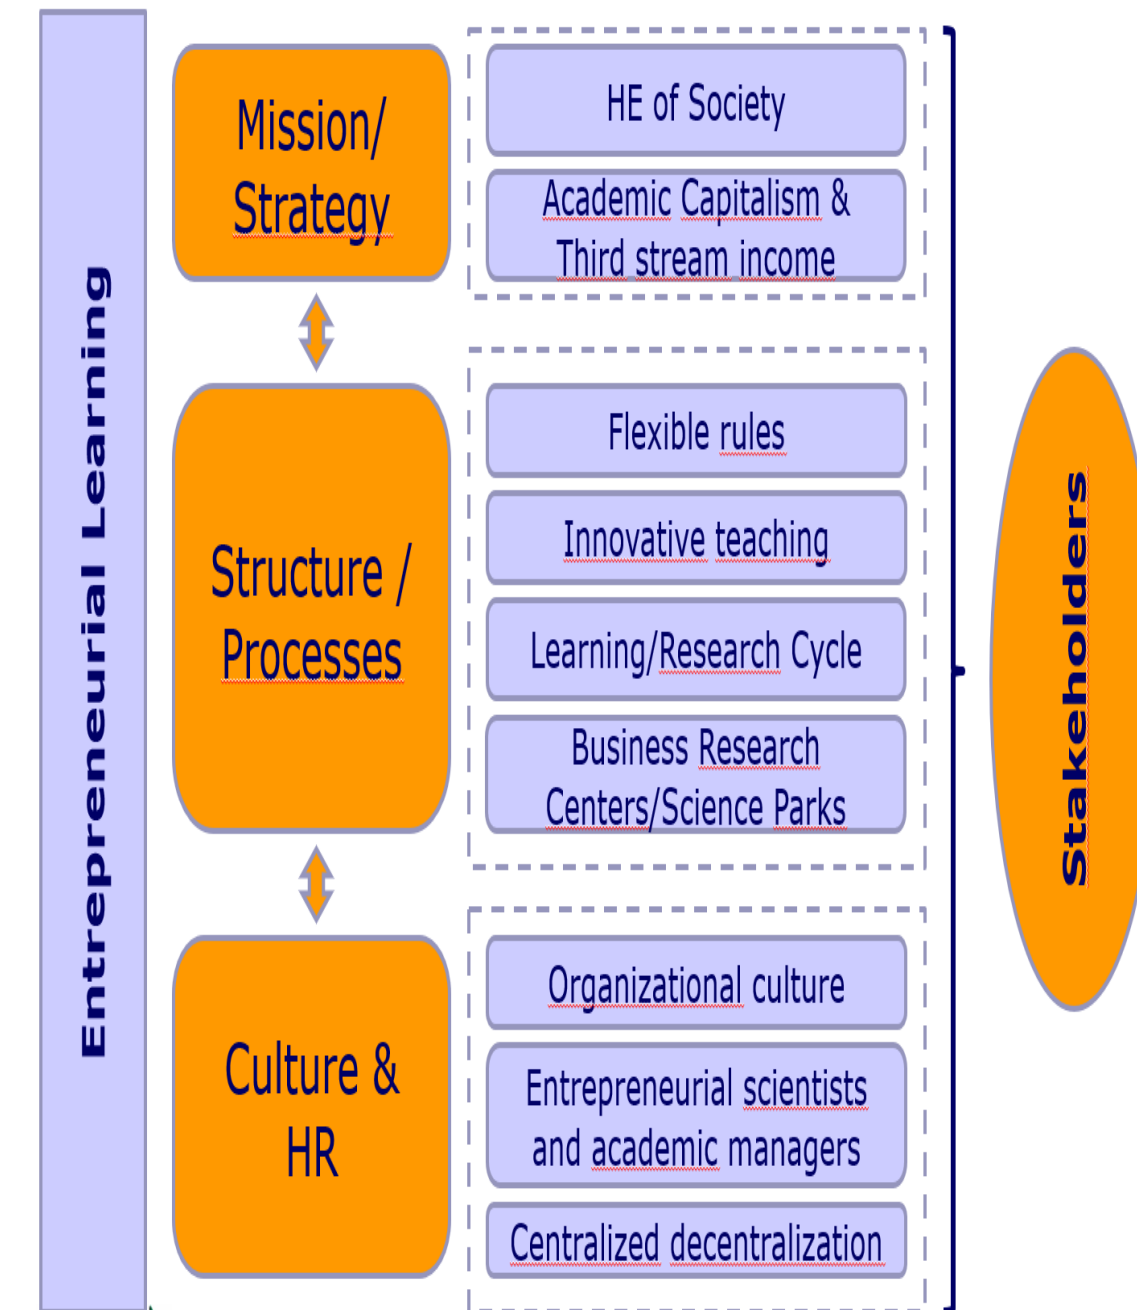 Entrepreneurial Learning
Mission/
Strategy
HE of Society
Academic Capitalism &
Third stream income
Structure /
Processes
Flexible rules
Innovative teaching
Learning/Research Cycle
Business Research
Centers/Science Parks
Culture &
HR
Organizational culture
Entrepreneurial scientists
and academic managers
Centralized decentralization
Stakeholders